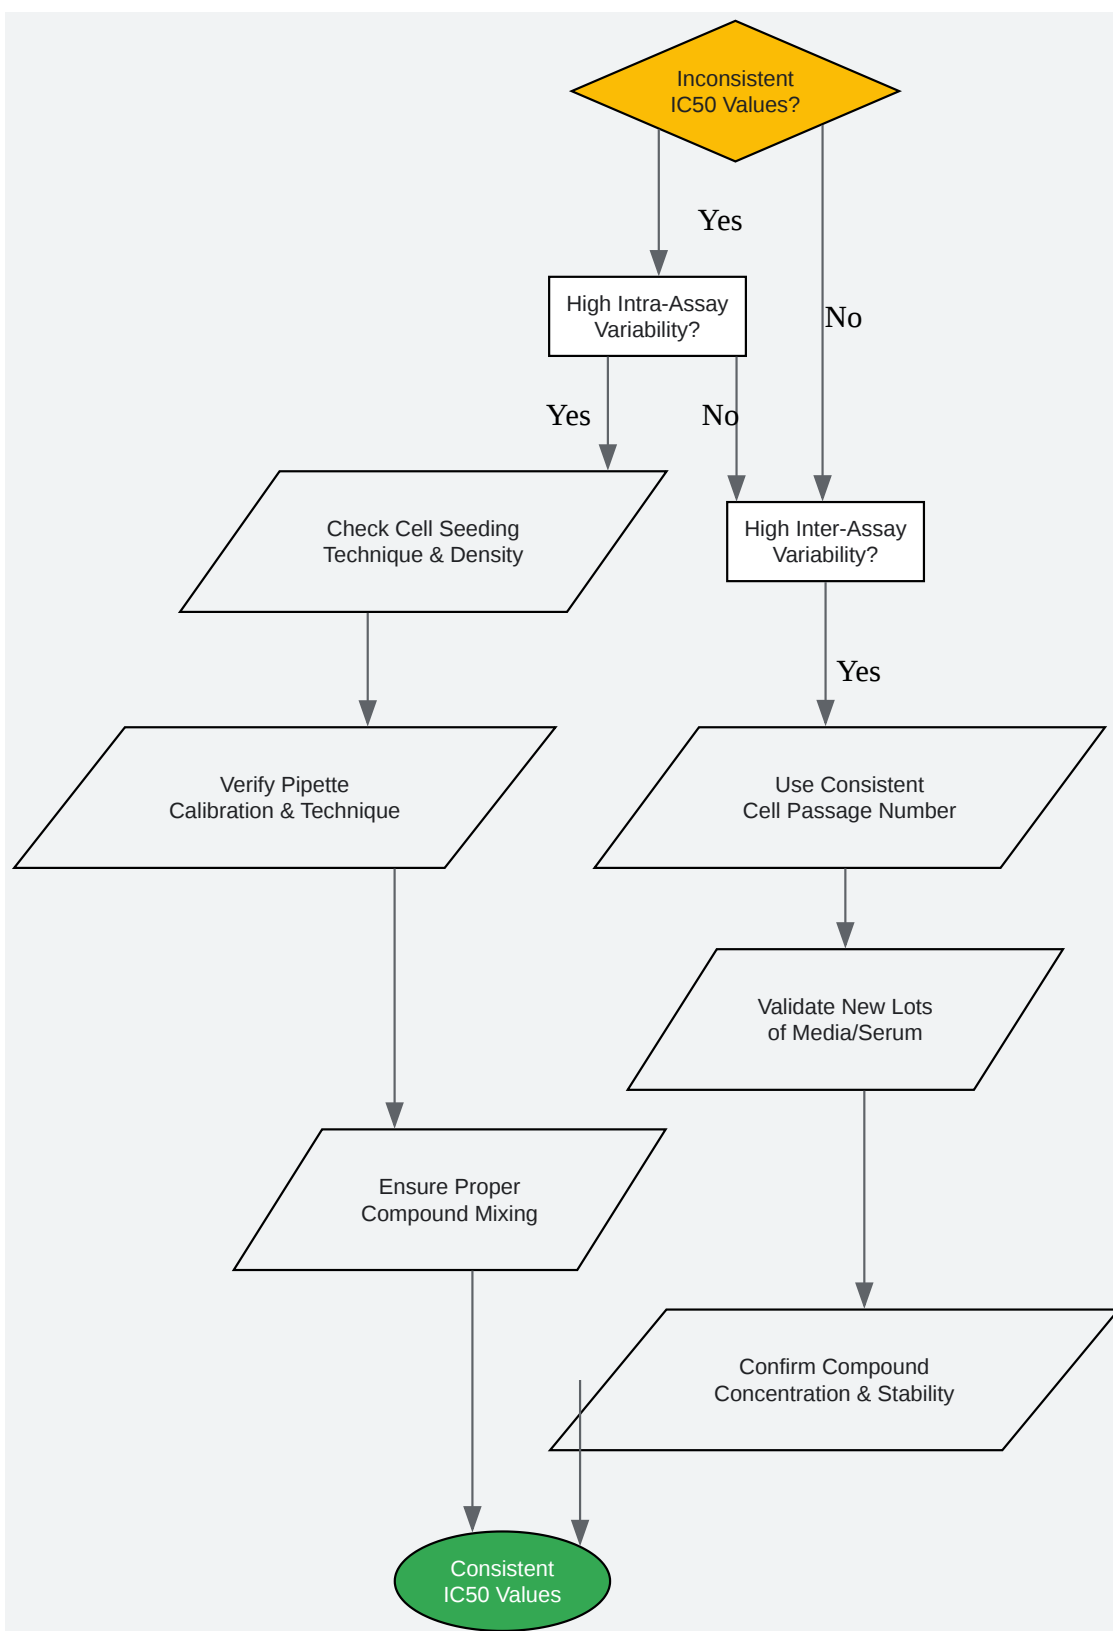 Inconsistent
IC50 Values?
Yes
High Intra-Assay
Variability?
No
Yes
No
Check Cell Seeding
Technique & Density
High Inter-Assay
Variability?
Yes
Verify Pipette
Calibration & Technique
Use Consistent
Cell Passage Number
Validate New Lots
of Media/Serum
Ensure Proper
Compound Mixing
Confirm Compound
Concentration & Stability
Consistent
IC50 Values